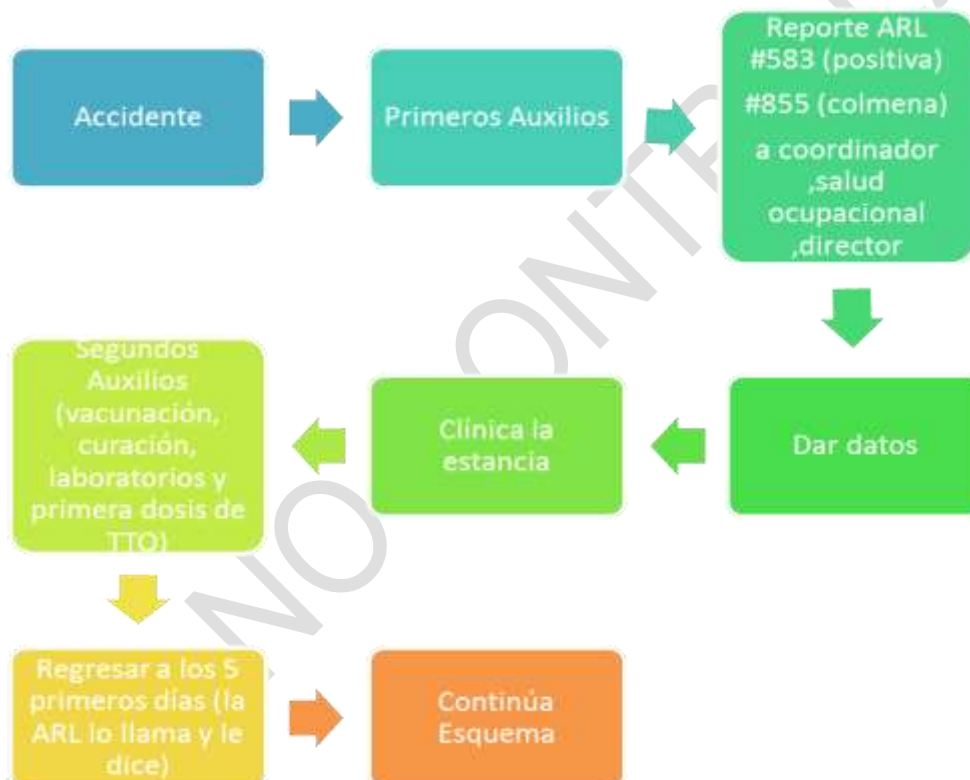 Accidente
Primeros Auxilios
Reporte ARL
#583 (positiva)
#855 (colmena)
a coordinador
,salud
ocupacional
,director
Dar datos
Clínica la
estancia
Segundos
Auxilios
(vacunación,
curación,
laboratorios y
primera dosis de
TTO)
Regresar a los 5
primeros días (la
ARL lo llama y le
dice)
Continúa
Esquema